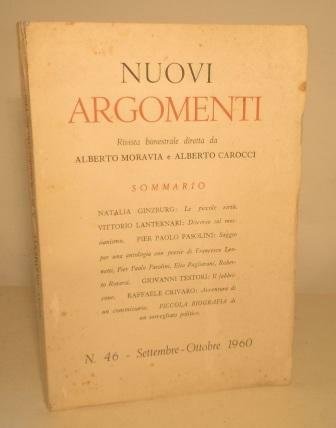 NUOVI
ARGOMENTI
Rivista bimestrale diretta da
ALBERTO MORAVIA e ALBERTO CAROCCI
SOMMARIO
NATALIA GINZBURG: Le piccole virtù.
VITTORIO LANTERNARI: Discorso sul mes-
sianismo. PIER PAOLO PASOLINI: Saggio
per una antologia con poesie di Francesco Leo-
netti, Pier Paolo Pasolini, Elio Pagliarani, Rober-
to Roversi. GIOVANNI TESTORI: Il fabbri-
cone. RAFFAELE CRIVARO: Avventura di
un commissario. PICCOLA BIOGRAFIA di
un sorvegliato politico.
N. 46 - Settembre-Ottobre 1960